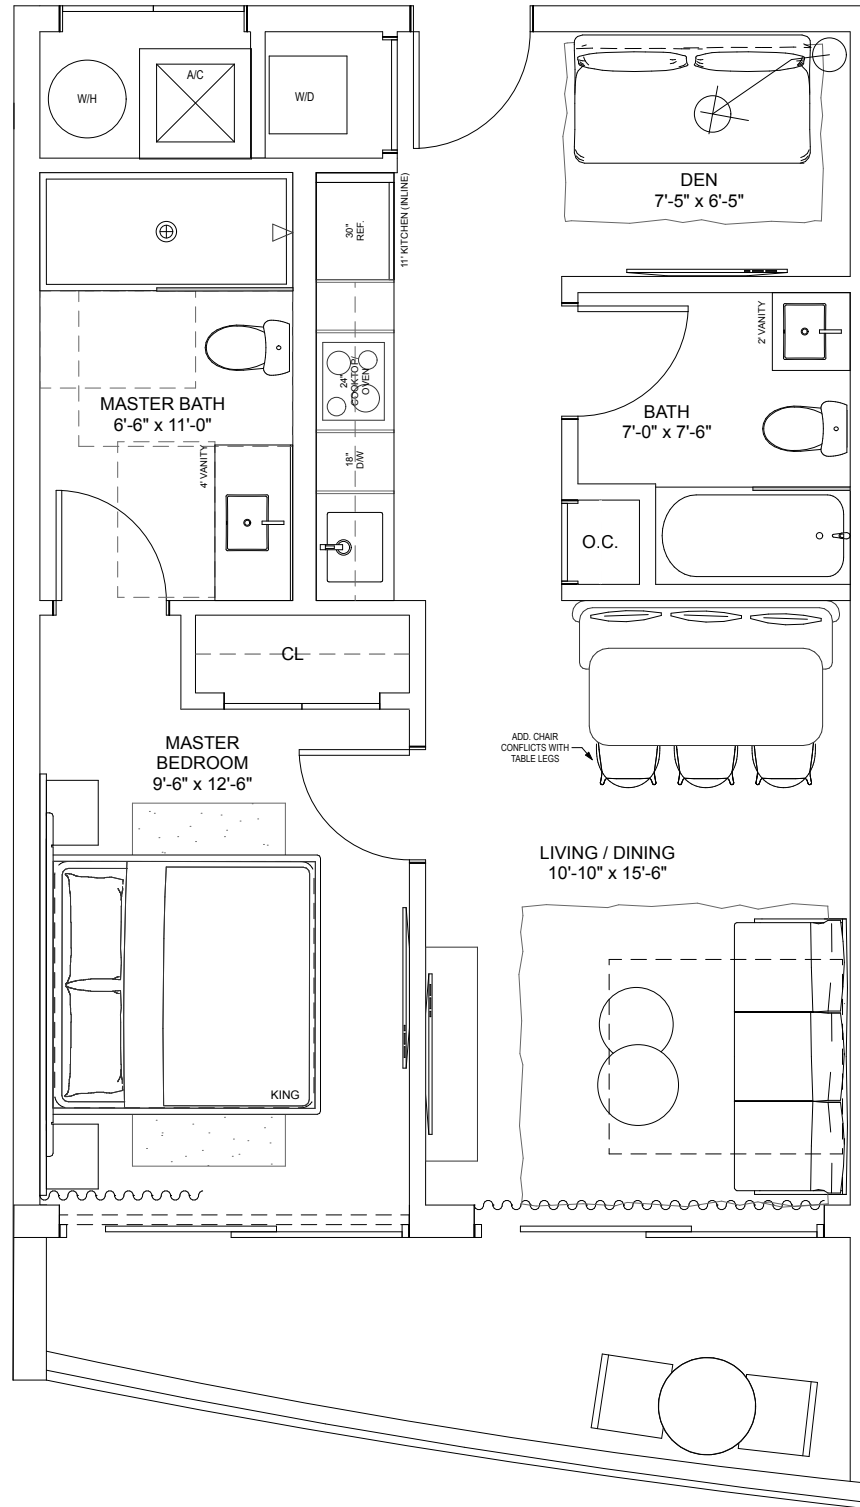 W/H
A/C
W/D
DEN
7'-5" x 6'-5"
30"
REF.
11' KITCHEN (INLINE)
2' VANITY
24"
COOKTOP/
OVEN
MASTER BATH
6'-6" x 11'-0"
BATH
7'-0" x 7'-6"
4' VANITY
18"
D/W
O.C.
CL
MASTER
BEDROOM
9'-6" x 12'-6"
ADD. CHAIR
CONFLICTS WITH
TABLE LEGS
LIVING / DINING
10'-10" x 15'-6"
KING